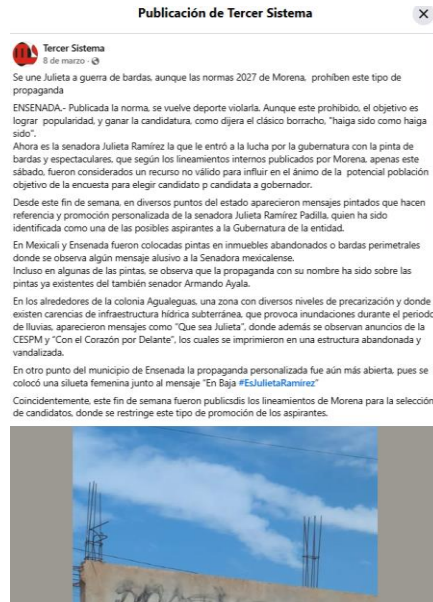 Publicación de Tercer Sistema
Tercer Sistema
8 de marzo ·
Se une Julieta a guerra de bardas, aunque las normas 2027 de Morena, prohíben este tipo de
propaganda
ENSENADA.- Publicada la norma, se vuelve deporte violarla. Aunque este prohibido, el objetivo es
lograr popularidad, y ganar la candidatura, como dijera el clásico borracho, "haiga sido como haiga
sido".
Ahora es la senadora Julieta Ramírez la que le entró a la lucha por la gubernatura con la pinta de
bardas y espectaculares, que según los lineamientos internos publicados por Morena, apenas este
sábado, fueron considerados un recurso no válido para influir en el ánimo de la potencial población
objetivo de la encuesta para elegir candidato p candidata a gobernador.
Desde este fin de semana, en diversos puntos del estado aparecieron mensajes pintados que hacen
referencia y promoción personalizada de la senadora Julieta Ramírez Padilla, quien ha sido
identificada como una de las posibles aspirantes a la Gubernatura de la entidad.
En Mexicali y Ensenada fueron colocadas pintas en inmuebles abandonados o bardas perimetrales
donde se observa algún mensaje alusivo a la Senadora mexicalense.
Incluso en algunas de las pintas, se observa que la propaganda con su nombre ha sido sobre las
pintas ya existentes del también senador Armando Ayala.
En los alrededores de la colonia Agualeguas, una zona con diversos niveles de precarización y donde
existen carencias de infraestructura hídrica subterránea, que provoca inundaciones durante el periodo
de lluvias, aparecieron mensajes como "Que sea Julieta", donde además se observan anuncios de la
CESPM y "Con el Corazón por Delante", los cuales se imprimieron en una estructura abandonada y
vandalizada.
En otro punto del municipio de Ensenada la propaganda personalizada fue aún más abierta, pues se
colocó una silueta femenina junto al mensaje "En Baja #EsJulietaRamírez"
Coincidentemente, este fin de semana fueron publicsdis los lineamientos de Morena para la selección
de candidatos, donde se restringe este tipo de promoción de los aspirantes.